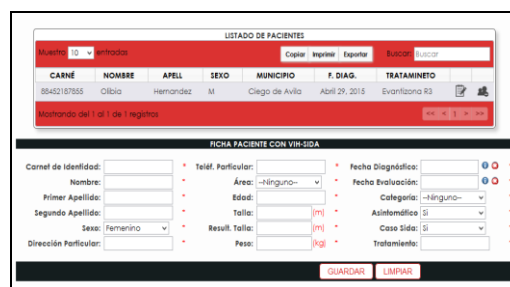 LISTADO DE PACIENTES
Muestro 10 entradas Copiar Imprimir Exportar Buscar: Buscar
CARNÉ NOMBRE APELL SEXO MUNICIPIO F. DIAG. TRATAMINETO
88452187855 Olibia Hernandez M Ciego de Avila Abril 29, 2015 Evantizona R3
Mostrando del 1 al 1 de 1 registros << < 1 > >>
FICHA PACIENTE CON VIH-SIDA
Carnet de Identidad: * Teléf. Particular: * Fecha Diagnóstico: *
Nombre: * Área: --Ninguno-- * Fecha Evaluación: *
Primer Apellido: * Edad: * Categoría: --Ninguno-- *
Segundo Apellido: * Talla: (m) * Asintomático: Si *
Sexo: Femenino * Result. Talla: (m) * Caso Sida: Si *
Dirección Particular: * Peso: (kg) * Tratamiento: *
GUARDAR LIMPIAR